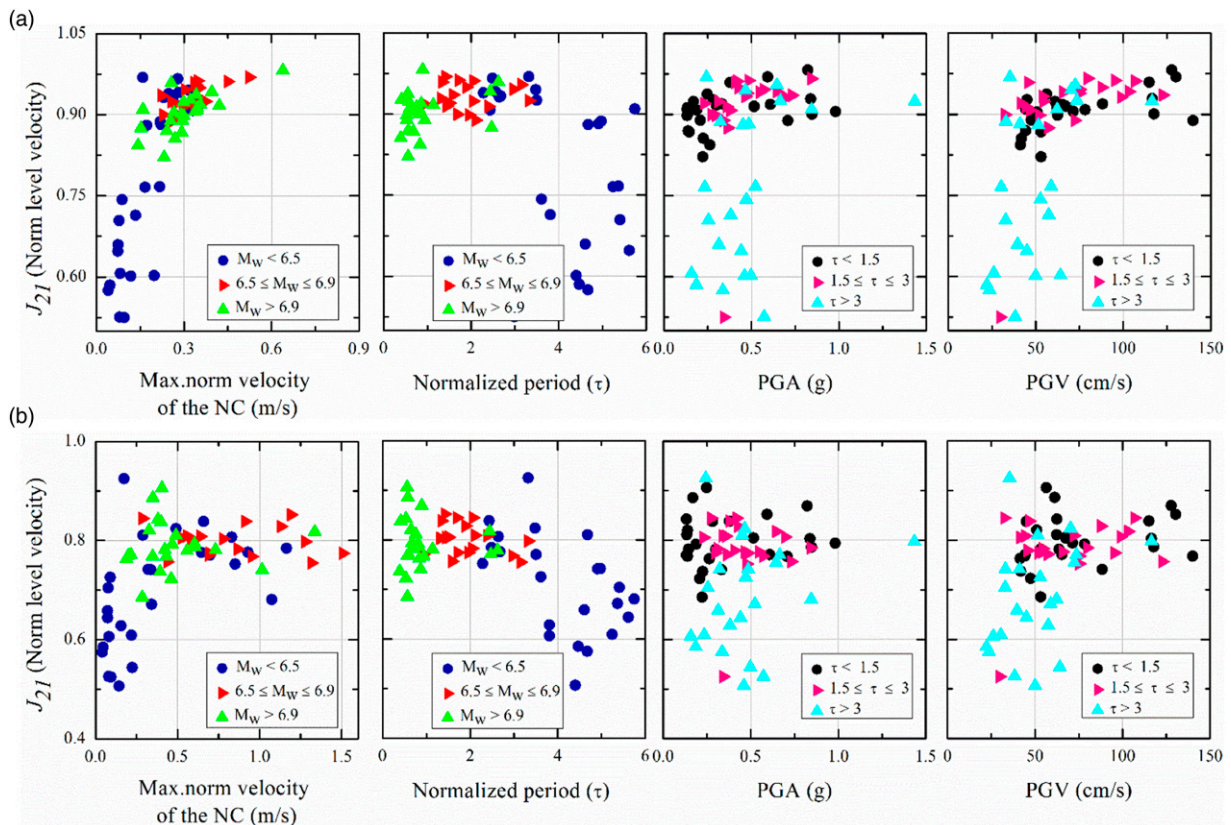 (a)
J21 (Norm level velocity)
1.05
0.90
0.75
0.60
MW < 6.5
6.5 ≤ MW ≤ 6.9
MW > 6.9
0.0 0.3 0.6 0.9
Max.norm velocity
of the NC (m/s)
MW < 6.5
6.5 ≤ MW ≤ 6.9
MW > 6.9
0 2 4 6
Normalized period (τ)
τ < 1.5
1.5 ≤ τ ≤ 3
τ > 3
0.0 0.5 1.0 1.5
PGA (g)
τ < 1.5
1.5 ≤ τ ≤ 3
τ > 3
0 50 100 150
PGV (cm/s)
(b)
J21 (Norm level velocity)
1.0
0.8
0.6
0.4
MW < 6.5
6.5 ≤ MW ≤ 6.9
MW > 6.9
0.0 0.5 1.0 1.5
Max.norm velocity
of the NC (m/s)
MW < 6.5
6.5 ≤ MW ≤ 6.9
MW > 6.9
0 2 4 6
Normalized period (τ)
τ < 1.5
1.5 ≤ τ ≤ 3
τ > 3
0.0 0.5 1.0 1.5
PGA (g)
τ < 1.5
1.5 ≤ τ ≤ 3
τ > 3
0 50 100 150
PGV (cm/s)